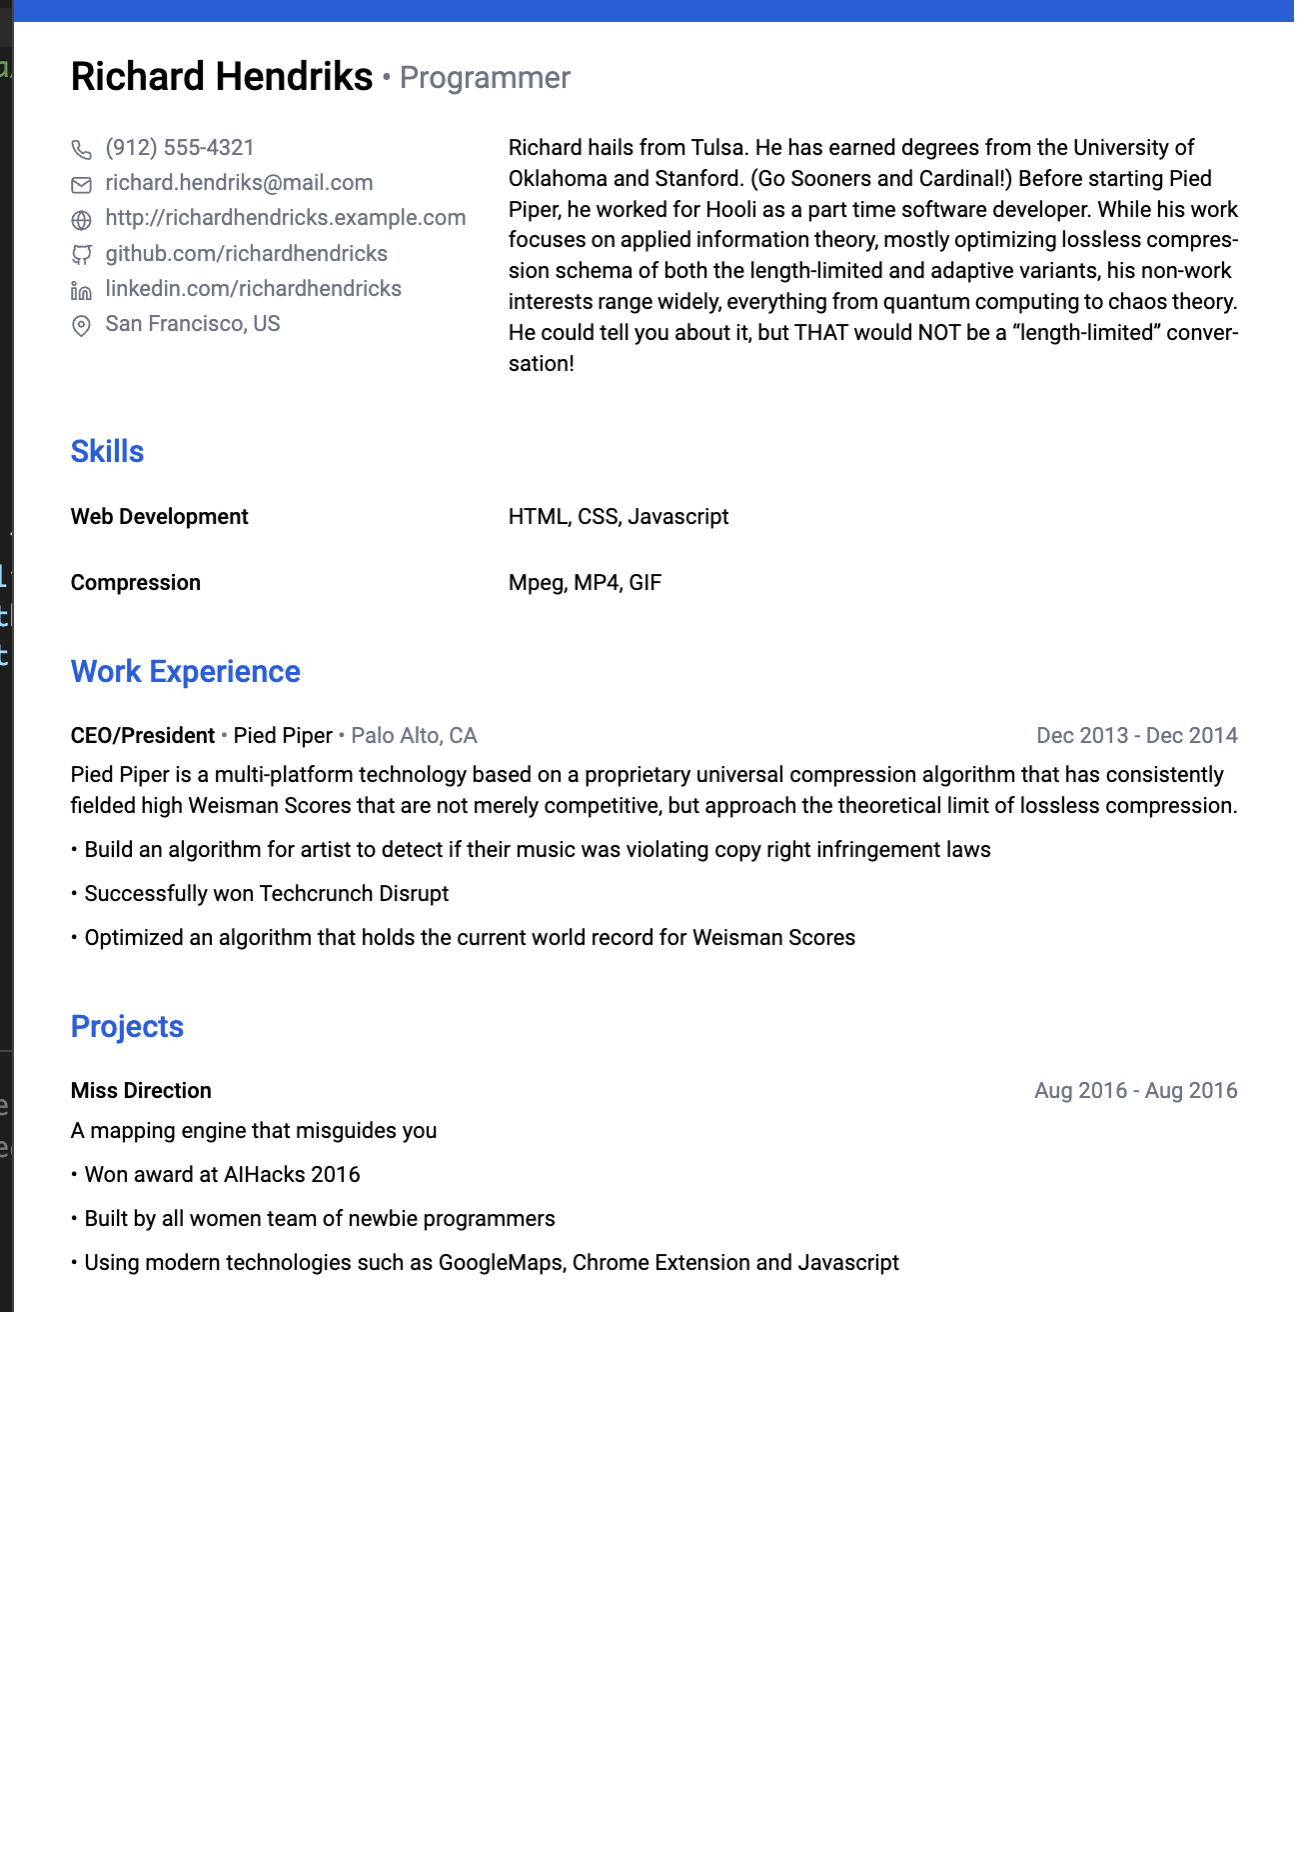 Richard Hendriks • Programmer
(912) 555-4321
richard.hendriks@mail.com
http://richardhendricks.example.com
github.com/richardhendricks
linkedin.com/richardhendricks
San Francisco, US
Richard hails from Tulsa. He has earned degrees from the University of
Oklahoma and Stanford. (Go Sooners and Cardinal!) Before starting Pied
Piper, he worked for Hooli as a part time software developer. While his work
focuses on applied information theory, mostly optimizing lossless compres-
sion schema of both the length-limited and adaptive variants, his non-work
interests range widely, everything from quantum computing to chaos theory.
He could tell you about it, but THAT would NOT be a “length-limited” conver-
sation!
Skills
Web Development HTML, CSS, Javascript
Compression Mpeg, MP4, GIF
Work Experience
CEO/President • Pied Piper • Palo Alto, CA Dec 2013 - Dec 2014
Pied Piper is a multi-platform technology based on a proprietary universal compression algorithm that has consistently
fielded high Weisman Scores that are not merely competitive, but approach the theoretical limit of lossless compression.
• Build an algorithm for artist to detect if their music was violating copy right infringement laws
• Successfully won Techcrunch Disrupt
• Optimized an algorithm that holds the current world record for Weisman Scores
Projects
Miss Direction Aug 2016 - Aug 2016
A mapping engine that misguides you
• Won award at AIHacks 2016
• Built by all women team of newbie programmers
• Using modern technologies such as GoogleMaps, Chrome Extension and Javascript